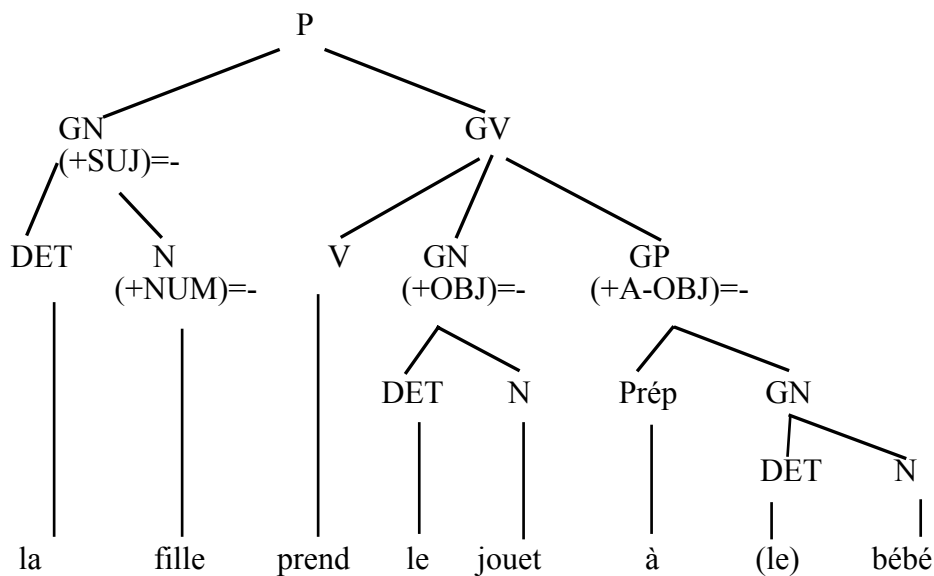 P
GN GV
(+SUJ)=-
DET N V GN GP
(+NUM)=- (+OBJ)=- (+A-OBJ)=-
DET N Prép GN
DET N
la fille prend le jouet à (le) bébé